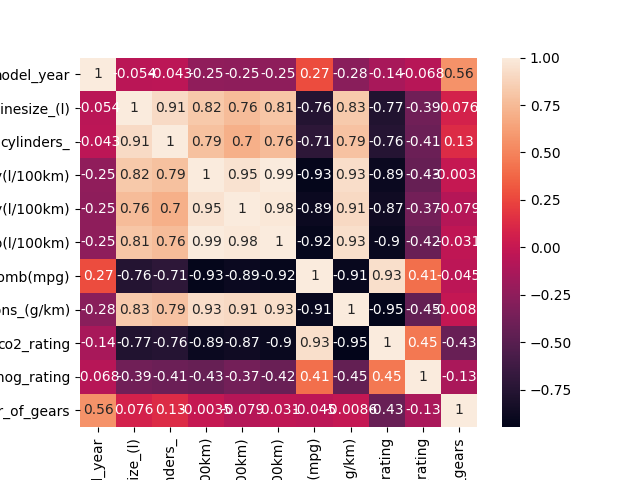 model_year 1 -0.054 -0.043 -0.25 -0.25 -0.25 0.27 -0.28 -0.14 -0.068 0.56
inesize_(l) -0.054 1 0.91 0.82 0.76 0.81 -0.76 0.83 -0.77 -0.39 0.076
cylinders_ -0.043 0.91 1 0.79 0.7 0.76 -0.71 0.79 -0.76 -0.41 0.13
y(l/100km) -0.25 0.82 0.79 1 0.95 0.99 -0.93 0.93 -0.89 -0.43 0.003
y(l/100km) -0.25 0.76 0.7 0.95 1 0.98 -0.89 0.91 -0.87 -0.37 -0.079
b(l/100km) -0.25 0.81 0.76 0.99 0.98 1 -0.92 0.93 -0.9 -0.42 -0.031
omb(mpg) 0.27 -0.76 -0.71 -0.93 -0.89 -0.92 1 -0.91 0.93 0.41 -0.045
ons_(g/km) -0.28 0.83 0.79 0.93 0.91 0.93 -0.91 1 -0.95 -0.45 0.008
co2_rating -0.14 -0.77 -0.76 -0.89 -0.87 -0.9 0.93 -0.95 1 0.45 -0.43
nog_rating -0.068 -0.39 -0.41 -0.43 -0.37 -0.42 0.41 -0.45 0.45 1 -0.13
r_of_gears 0.56 0.076 0.13 -0.0035 -0.079 -0.031 -0.045 -0.0086 -0.43 -0.13 1
l_year
size_(l)
nders_
00km)
00km)
00km)
(mpg)
g/km)
rating
rating
_gears
1.00
0.75
0.50
0.25
0.00
−0.25
−0.50
−0.75